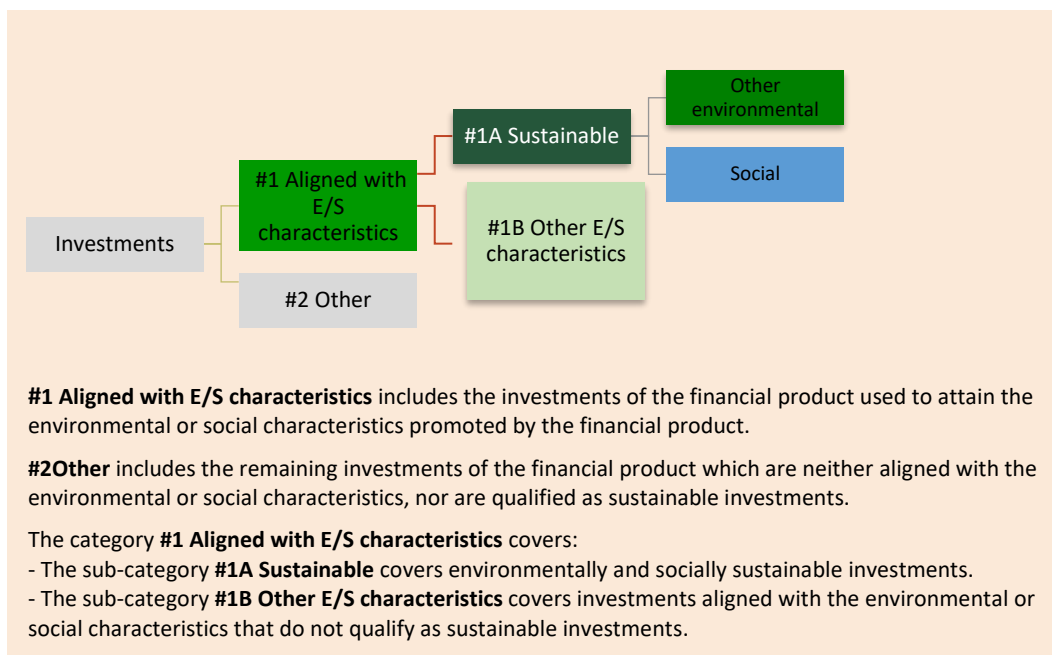 Other
environmental
#1A Sustainable
Social
#1 Aligned with
E/S
characteristics
#1B Other E/S
characteristics
Investments
#2 Other
#1 Aligned with E/S characteristics includes the investments of the financial product used to attain the
environmental or social characteristics promoted by the financial product.
#2Other includes the remaining investments of the financial product which are neither aligned with the
environmental or social characteristics, nor are qualified as sustainable investments.
The category #1 Aligned with E/S characteristics covers:
- The sub-category #1A Sustainable covers environmentally and socially sustainable investments.
- The sub-category #1B Other E/S characteristics covers investments aligned with the environmental or
social characteristics that do not qualify as sustainable investments.